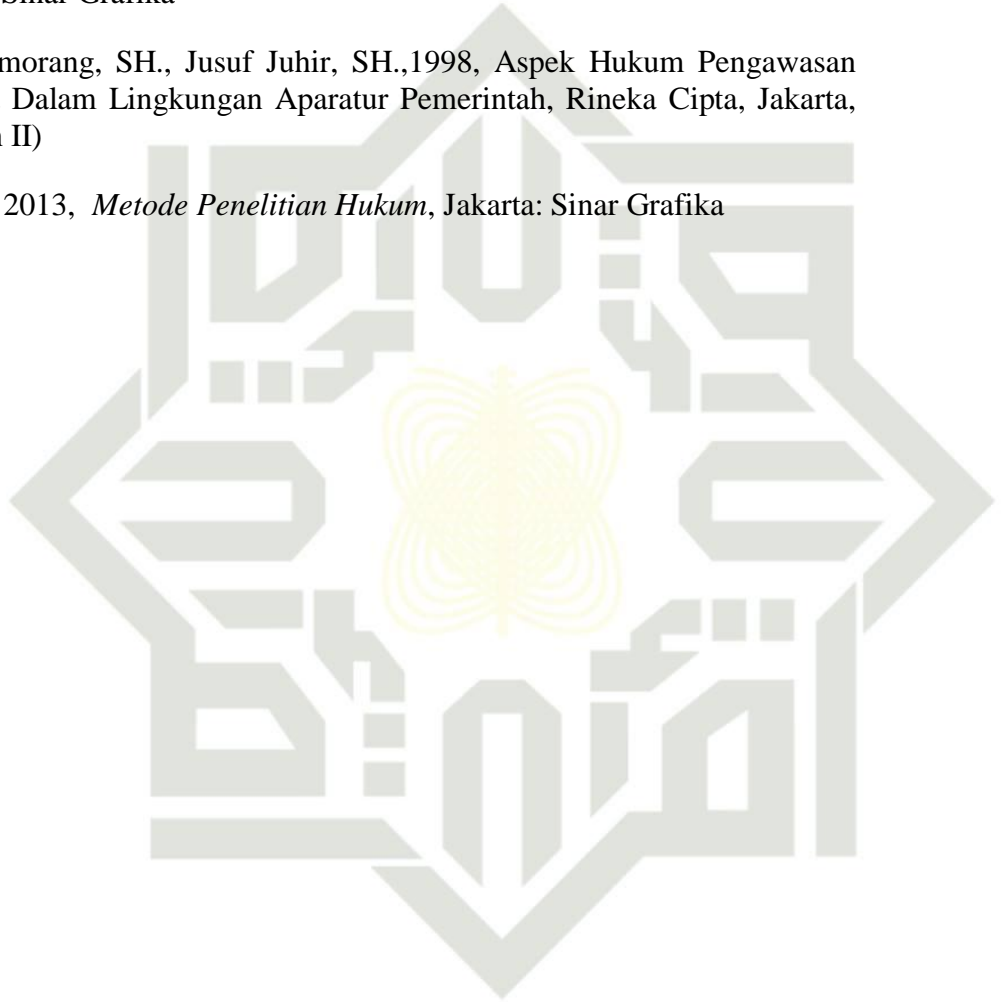 Sinar Grafika
morang, SH., Jusuf Juhir, SH.,1998, Aspek Hukum Pengawasan
Dalam Lingkungan Aparatur Pemerintah, Rineka Cipta, Jakarta,
II)
2013, Metode Penelitian Hukum, Jakarta: Sinar Grafika